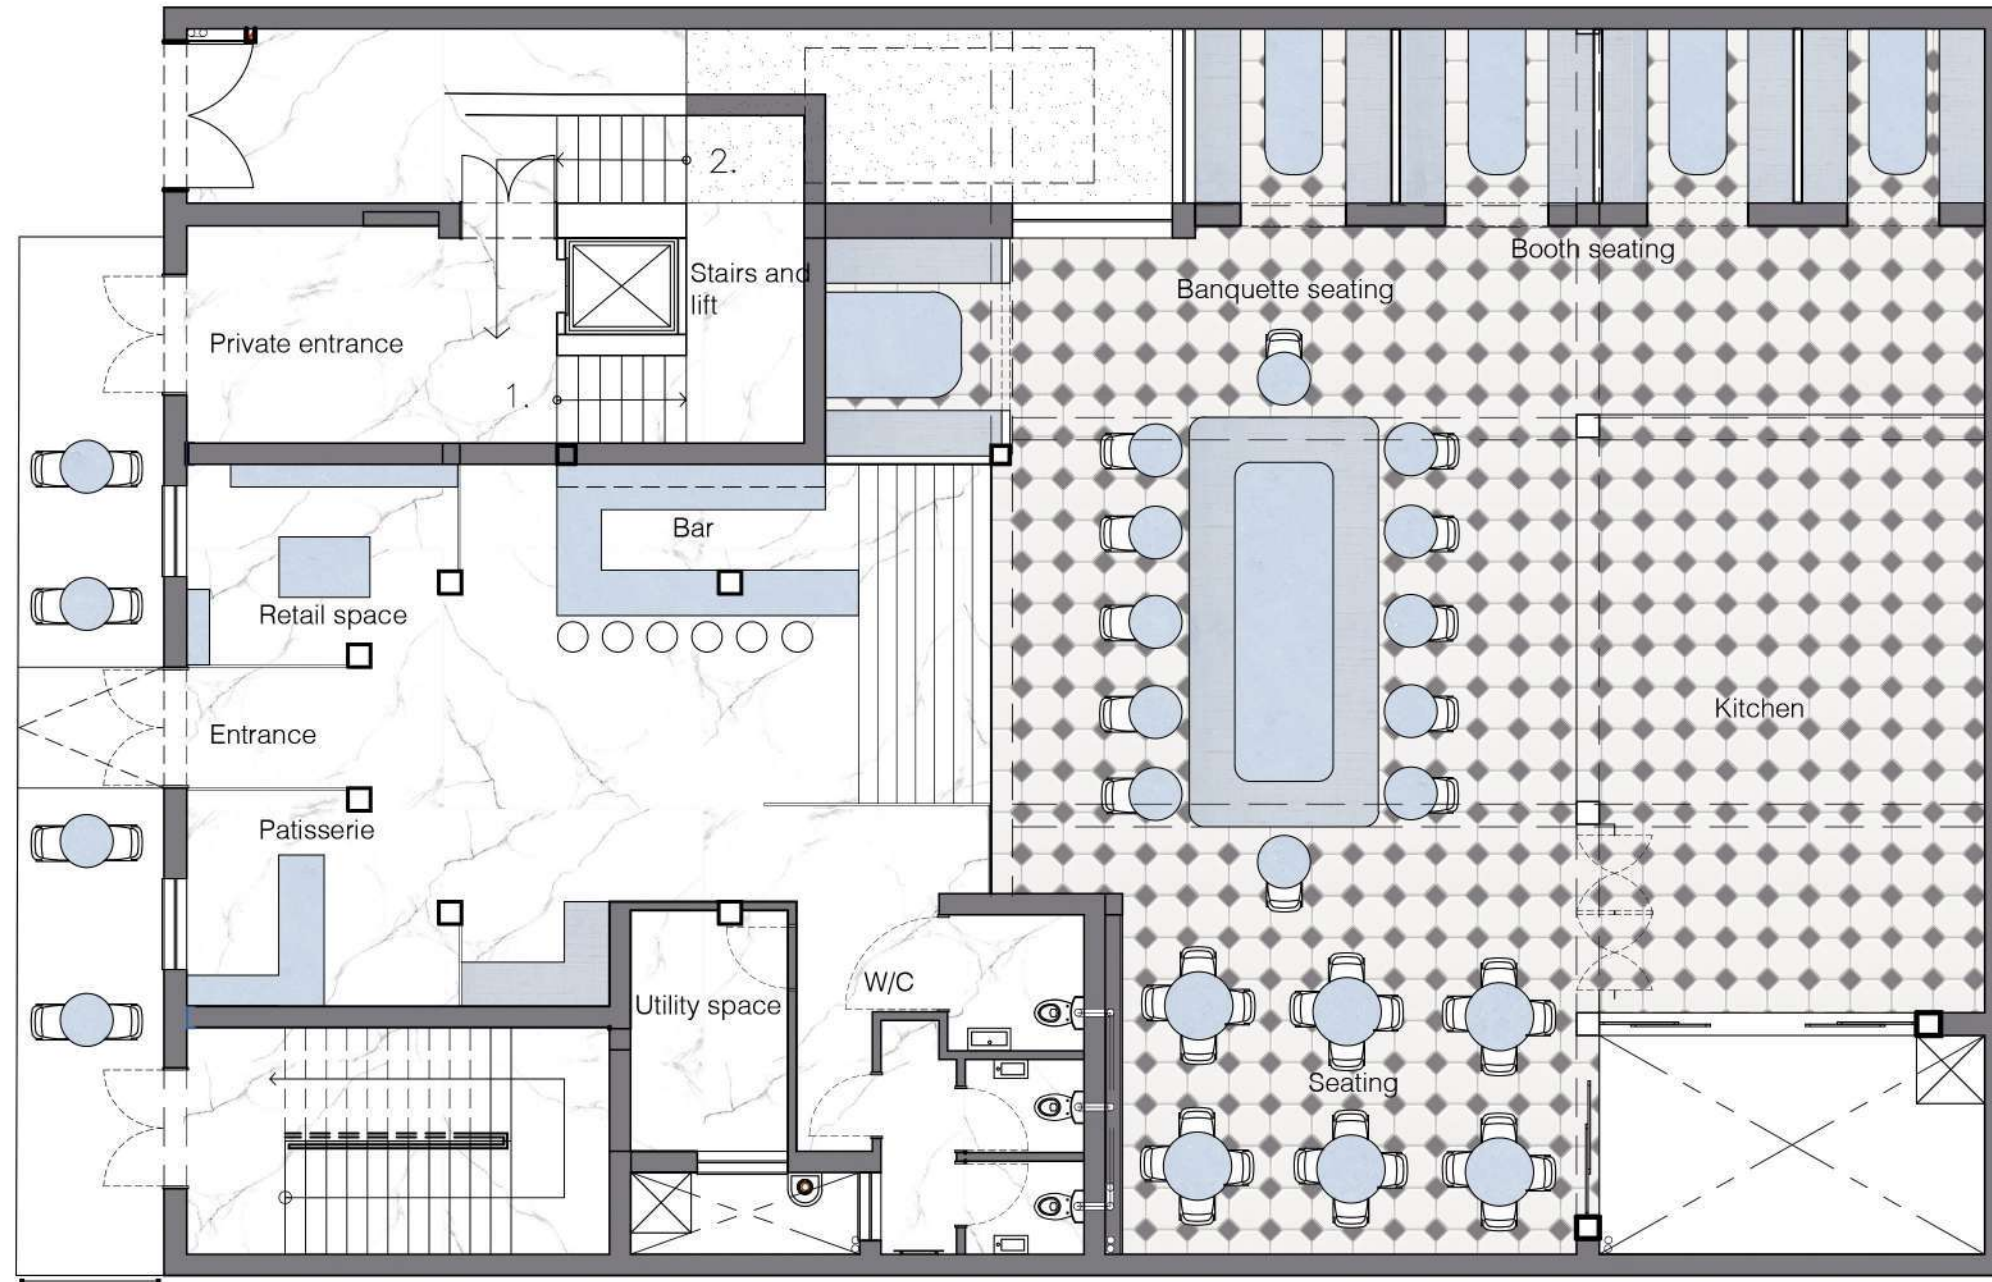 2.
Booth seating
Stairs and
lift
Banquette seating
Private entrance
1.
Bar
Retail space
Kitchen
Entrance
Patisserie
W/C
Utility space
Seating